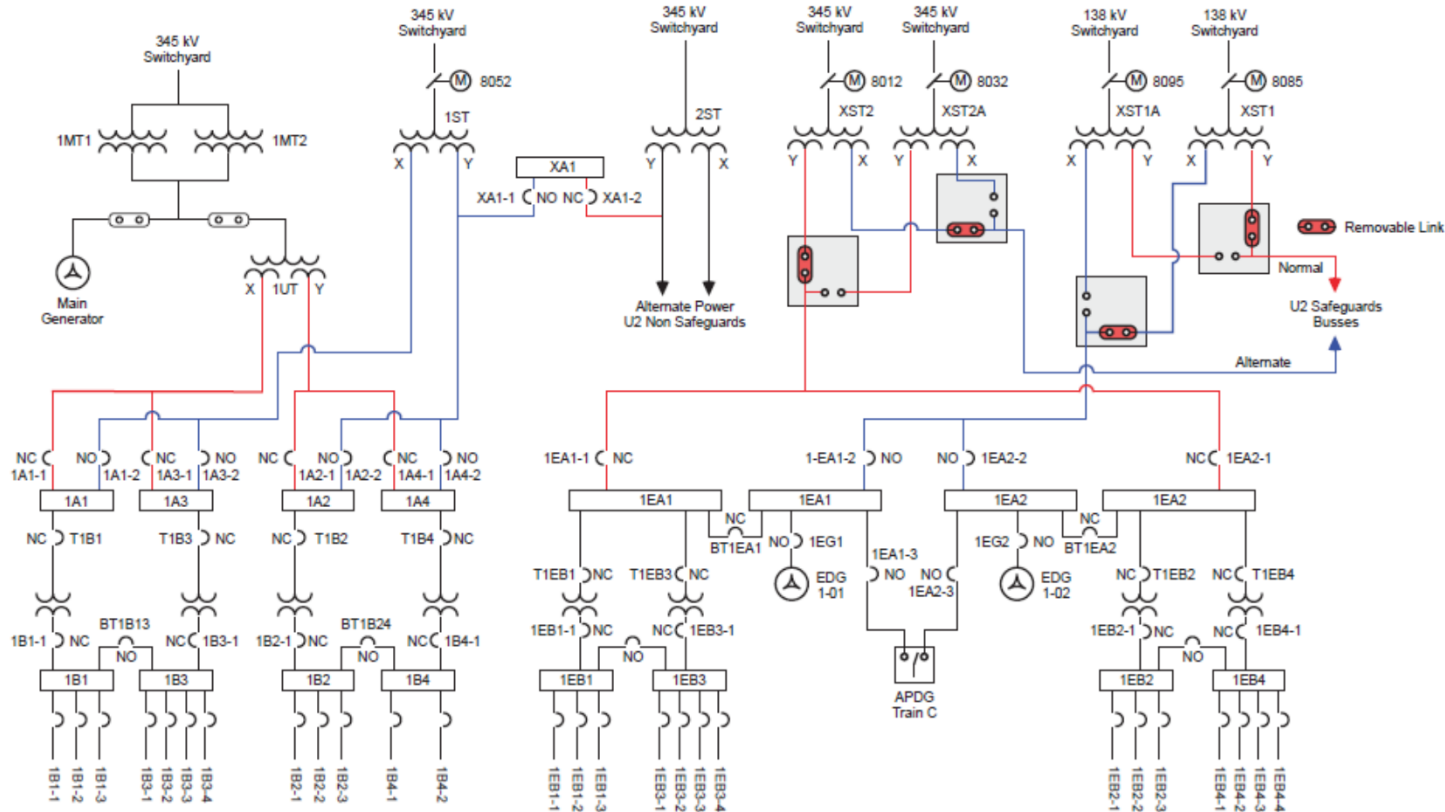 345 kV
Switchyard
345 kV
Switchyard
345 kV
Switchyard
345 kV
Switchyard
345 kV
Switchyard
138 kV
Switchyard
138 kV
Switchyard
M 8052
M 8012
M 8032
M 8095
M 8085
1MT1
1MT2
1ST
2ST
XST2
XST2A
XST1A
XST1
X
Y
Y
X
Y
X
Y
X
X
Y
X
Y
XA1
XA1-1
NO
NC
XA1-2
Removable Link
Normal
Main
Generator
X
1UT
Y
Alternate Power
U2 Non Safeguards
U2 Safeguards
Busses
Alternate
NC
1A1-1
NO
1A1-2
NC
1A3-1
NO
1A3-2
NC
1A2-1
NO
1A2-2
NC
1A4-1
NO
1A4-2
1EA1-1
NC
1-EA1-2
NO
NO
1EA2-2
NC
1EA2-1
1A1
1A3
1A2
1A4
1EA1
1EA1
1EA2
1EA2
NC
T1B1
T1B3
NC
NC
T1B2
T1B4
NC
NC
BT1EA1
NO
1EG1
1EA1-3
NO
NO
1EA2-3
1EG2
NO
NC
BT1EA2
EDG
1-01
EDG
1-02
T1EB1
NC
T1EB3
NC
NC
T1EB2
NC
T1EB4
1B1-1
NC
BT1B13
NO
NC
1B3-1
1B2-1
NC
BT1B24
NO
NC
1B4-1
1EB1-1
NC
NO
NC
1EB3-1
1EB2-1
NC
NO
NC
1EB4-1
APDG
Train C
1B1
1B3
1B2
1B4
1EB1
1EB3
1EB2
1EB4
1B1-1
1B1-2
1B1-3
1B3-1
1B3-2
1B3-3
1B3-4
1B2-1
1B2-2
1B2-3
1B4-1
1B4-2
1EB1-1
1EB1-2
1EB1-3
1EB3-1
1EB3-2
1EB3-3
1EB3-4
1EB2-1
1EB2-2
1EB2-3
1EB4-1
1EB4-2
1EB4-3
1EB4-4